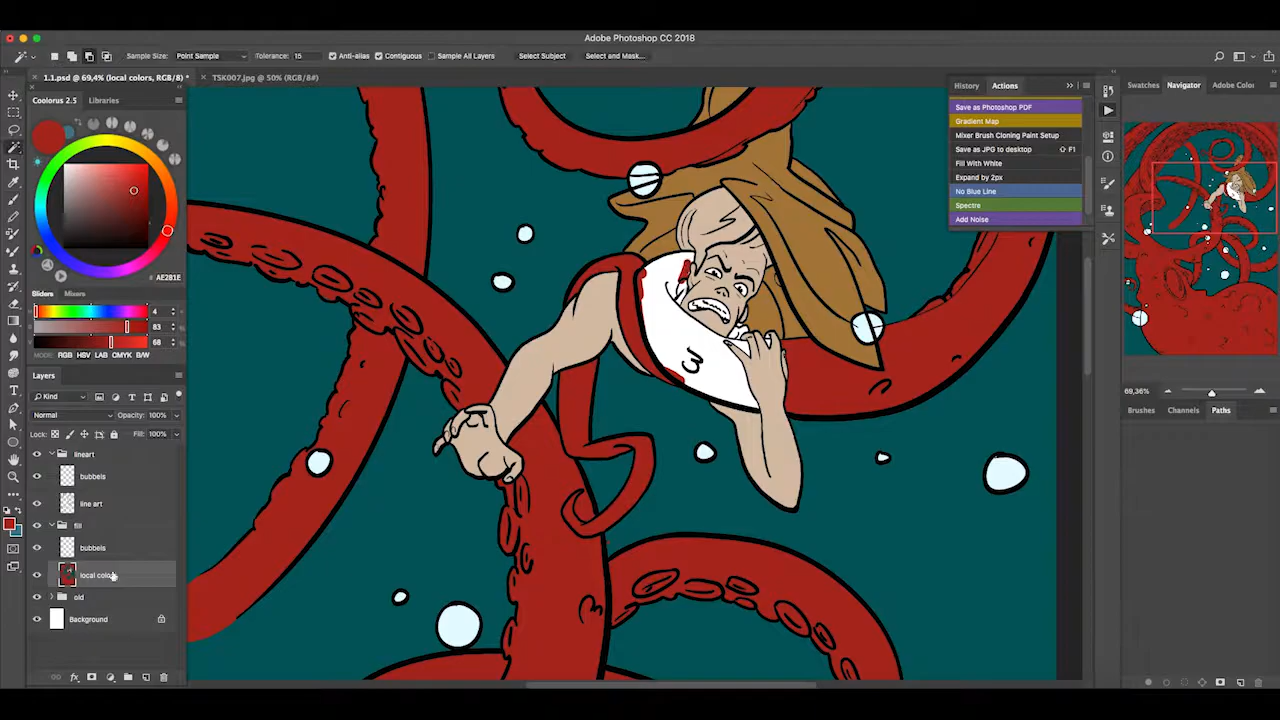 Adobe Photoshop CC 2018
Sample Size: Point Sample Tolerance: 15 Anti-alias Contiguous Sample All Layers Select Subject Select and Mask...
1.1.psd @ 69,4% (local colors, RGB/8) * TSK007.jpg @ 50% (RGB/8#)
Coolorus 2.5 Libraries
# AE281E
Sliders Mixers
4
83
68
MODE: RGB HSV LAB CMYK B/W
Layers
Kind
Normal Opacity: 100%
Lock: Fill: 100%
lineart
bubbels
line art
fill
bubbels
local colors
old
Background
3
History Actions
Save as Photoshop PDF
Gradient Map
Mixer Brush Cloning Paint Setup
Save as JPG to desktop F1
Fill With White
Expand by 2px
No Blue Line
Spectre
Add Noise
Swatches Navigator Adobe Color
69,36%
Brushes Channels Paths